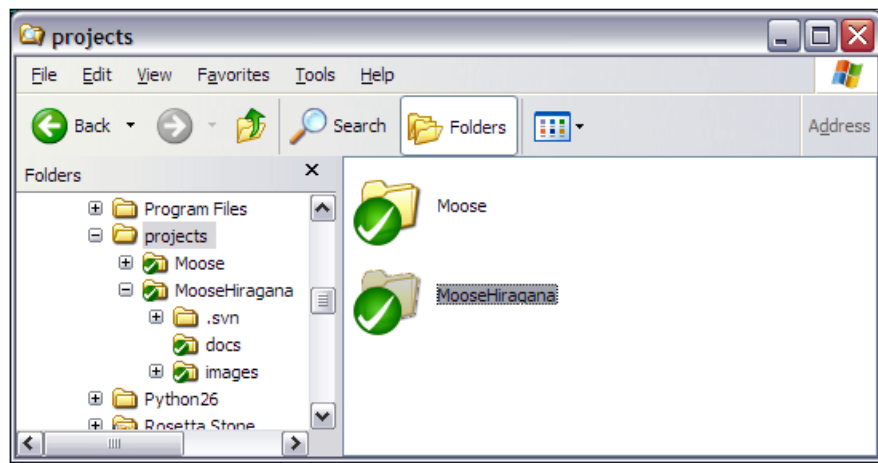 projects
File Edit View Favorites Tools Help
Back Search Folders Address
Folders
Program Files
projects
Moose
MooseHiragana
.svn
docs
images
Python26
Rosetta Stone
Moose
MooseHiragana